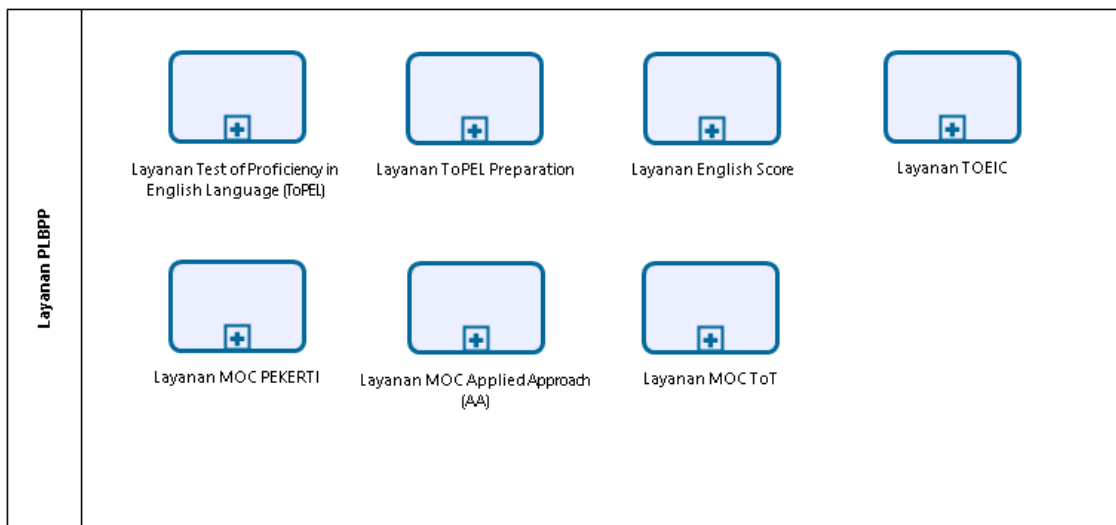 Layanan PLBPP
Layanan Test of Proficiency in
English Language (ToPEL)
Layanan ToPEL Preparation
Layanan English Score
Layanan TOEIC
Layanan MOC PEKERTI
Layanan MOC Applied Approach
(AA)
Layanan MOC ToT